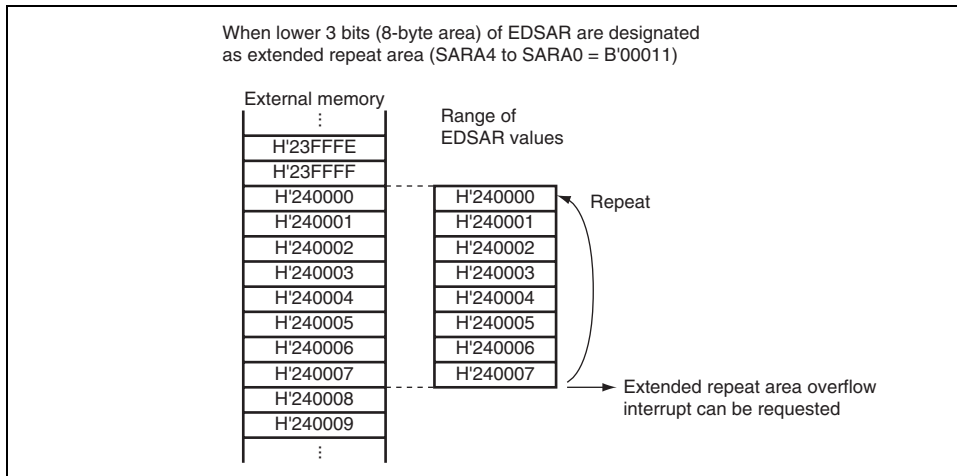 When lower 3 bits (8-byte area) of EDSAR are designated
as extended repeat area (SARA4 to SARA0 = B'00011)
External memory
⋮
H'23FFFE
H'23FFFF
H'240000
H'240001
H'240002
H'240003
H'240004
H'240005
H'240006
H'240007
H'240008
H'240009
⋮
Range of
EDSAR values
H'240000
H'240001
H'240002
H'240003
H'240004
H'240005
H'240006
H'240007
Repeat
Extended repeat area overflow
interrupt can be requested